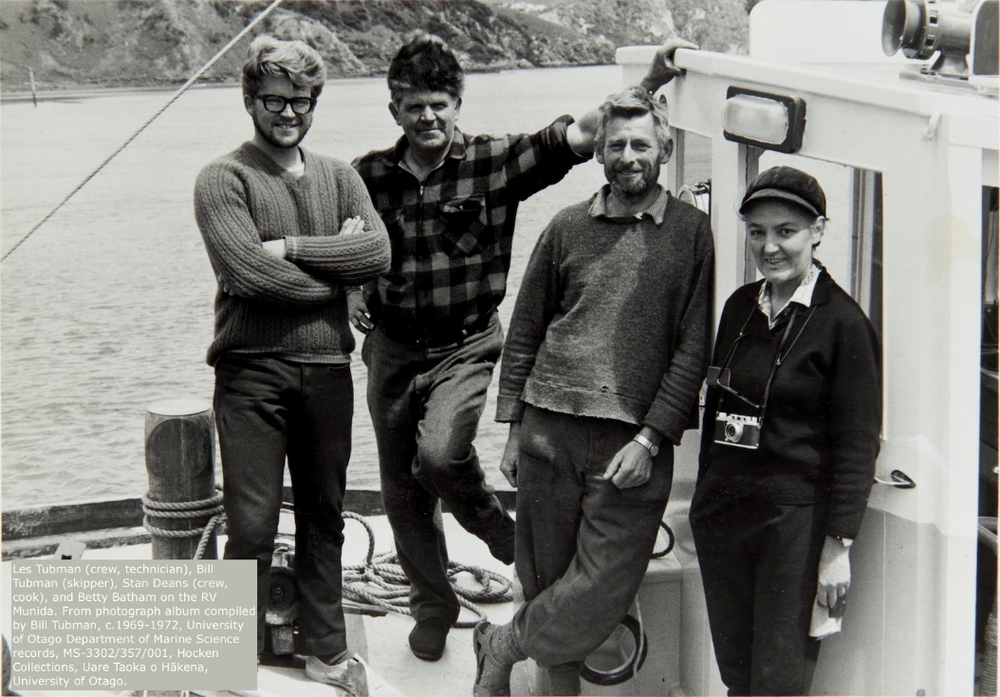 Les Tubman (crew, technician), Bill
Tubman (skipper), Stan Deans (crew,
cook), and Betty Batham on the RV
Munida. From photograph album compiled
by Bill Tubman, c.1969-1972, University
of Otago Department of Marine Science
records, MS-3302/357/001, Hocken
Collections, Uare Taoka o Hākena,
University of Otago.